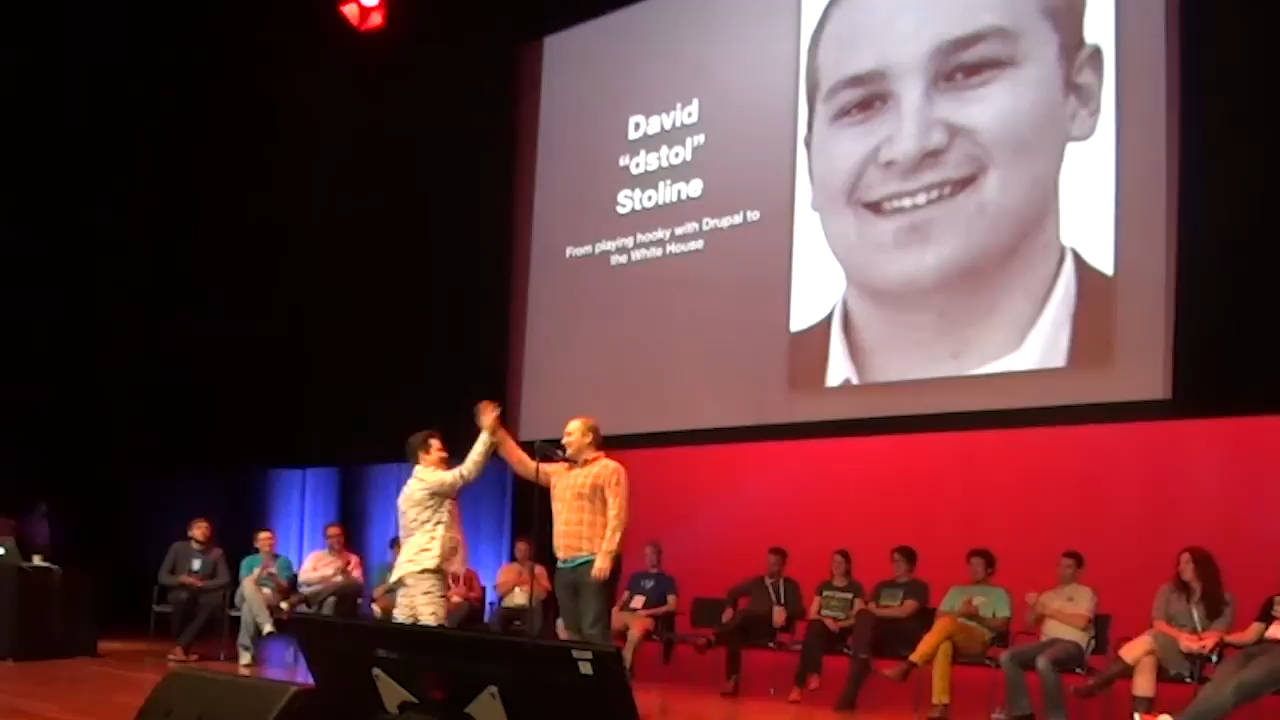 David
“dstol”
Stoline
From playing hooky with Drupal to
the White House